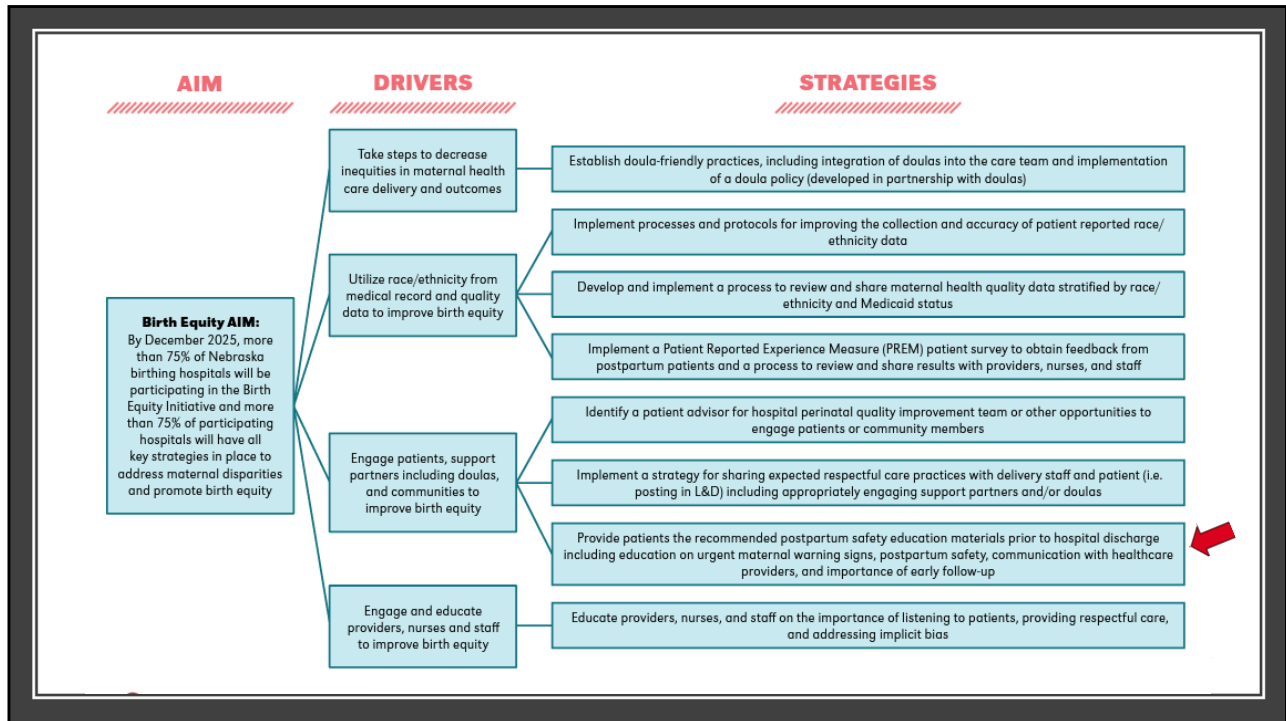 AIM
DRIVERS
STRATEGIES
Birth Equity AIM:
By December 2025, more
than 75% of Nebraska
birthing hospitals will be
participating in the Birth
Equity Initiative and more
than 75% of participating
hospitals will have all
key strategies in place to
address maternal disparities
and promote birth equity
Take steps to decrease
inequities in maternal health
care delivery and outcomes
Establish doula-friendly practices, including integration of doulas into the care team and implementation
of a doula policy (developed in partnership with doulas)
Utilize race/ethnicity from
medical record and quality
data to improve birth equity
Implement processes and protocols for improving the collection and accuracy of patient reported race/
ethnicity data
Develop and implement a process to review and share maternal health quality data stratified by race/
ethnicity and Medicaid status
Implement a Patient Reported Experience Measure (PREM) patient survey to obtain feedback from
postpartum patients and a process to review and share results with providers, nurses, and staff
Engage patients, support
partners including doulas,
and communities to
improve birth equity
Identify a patient advisor for hospital perinatal quality improvement team or other opportunities to
engage patients or community members
Implement a strategy for sharing expected respectful care practices with delivery staff and patient (i.e.
posting in L&D) including appropriately engaging support partners and/or doulas
Provide patients the recommended postpartum safety education materials prior to hospital discharge
including education on urgent maternal warning signs, postpartum safety, communication with healthcare
providers, and importance of early follow-up
Engage and educate
providers, nurses and staff
to improve birth equity
Educate providers, nurses, and staff on the importance of listening to patients, providing respectful care,
and addressing implicit bias